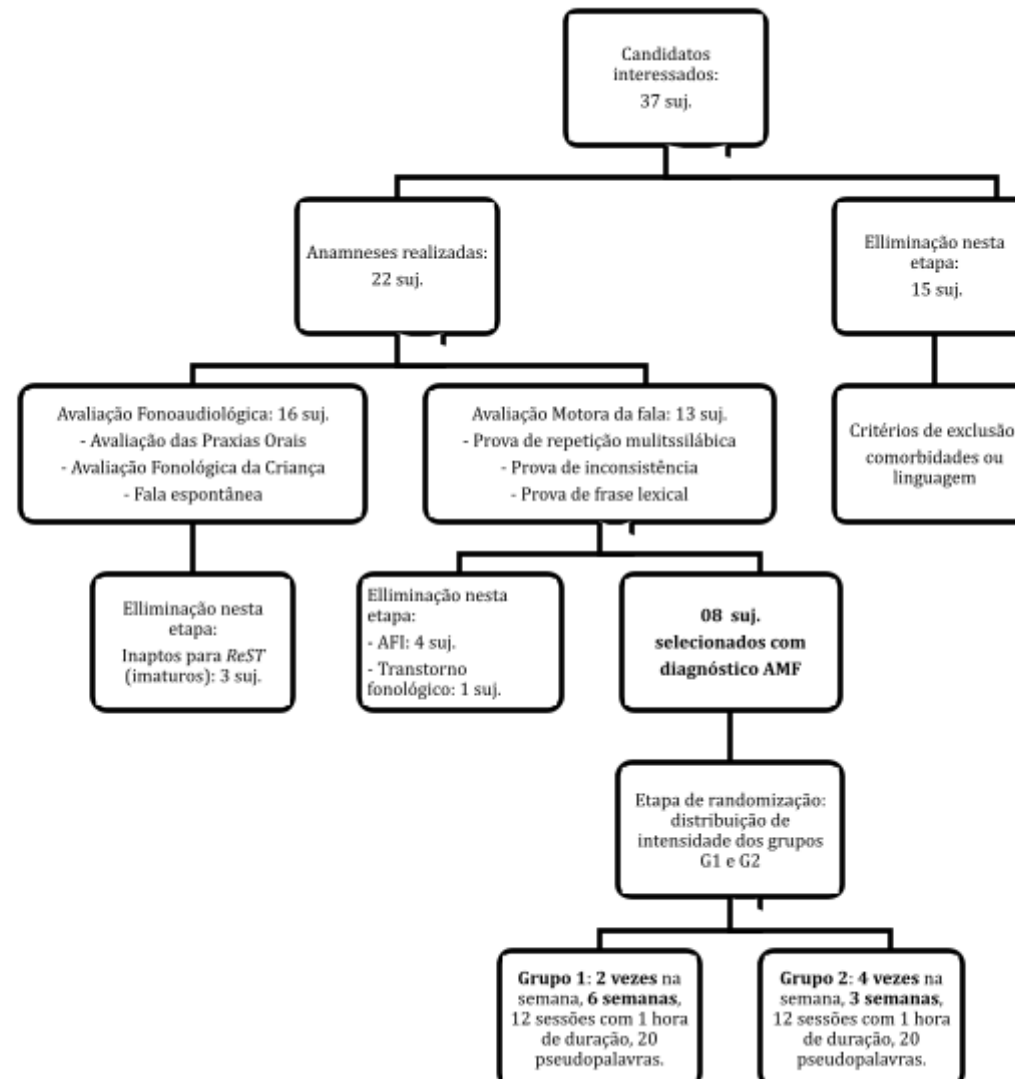 Candidatos
interessados:
37 suj.
Anamneses realizadas:
22 suj.
Elliminação nesta
etapa:
15 suj.
Avaliação Fonoaudiológica: 16 suj.
- Avaliação das Praxias Orais
- Avaliação Fonológica da Criança
- Fala espontânea
Avaliação Motora da fala: 13 suj.
- Prova de repetição mulitssilábica
- Prova de inconsistência
- Prova de frase lexical
Critérios de exclusão
comorbidades ou
linguagem
Elliminação nesta
etapa:
Inaptos para ReST
(imaturos): 3 suj.
Elliminação nesta
etapa:
- AFI: 4 suj.
- Transtorno
fonológico: 1 suj.
08 suj.
selecionados com
diagnóstico AMF
Etapa de randomização:
distribuição de
intensidade dos grupos
G1 e G2
Grupo 1: 2 vezes na
semana, 6 semanas,
12 sessões com 1 hora
de duração, 20
pseudopalavras.
Grupo 2: 4 vezes na
semana, 3 semanas,
12 sessões com 1 hora
de duração, 20
pseudopalavras.